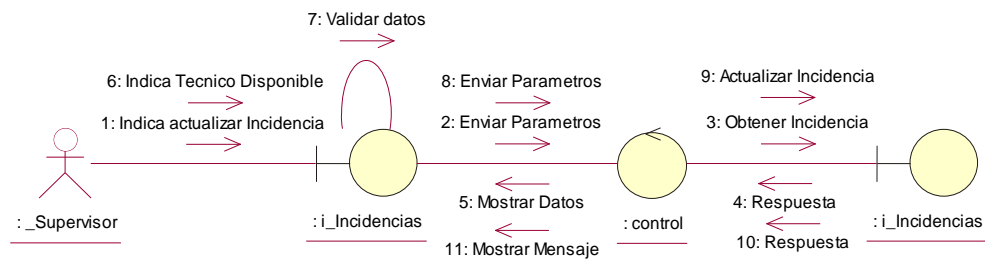 7: Validar datos
6: Indica Tecnico Disponible
8: Enviar Parametros
9: Actualizar Incidencia
1: Indica actualizar Incidencia
2: Enviar Parametros
3: Obtener Incidencia
5: Mostrar Datos
4: Respuesta
: _Supervisor
: i_Incidencias
: control
: i_Incidencias
11: Mostrar Mensaje
10: Respuesta